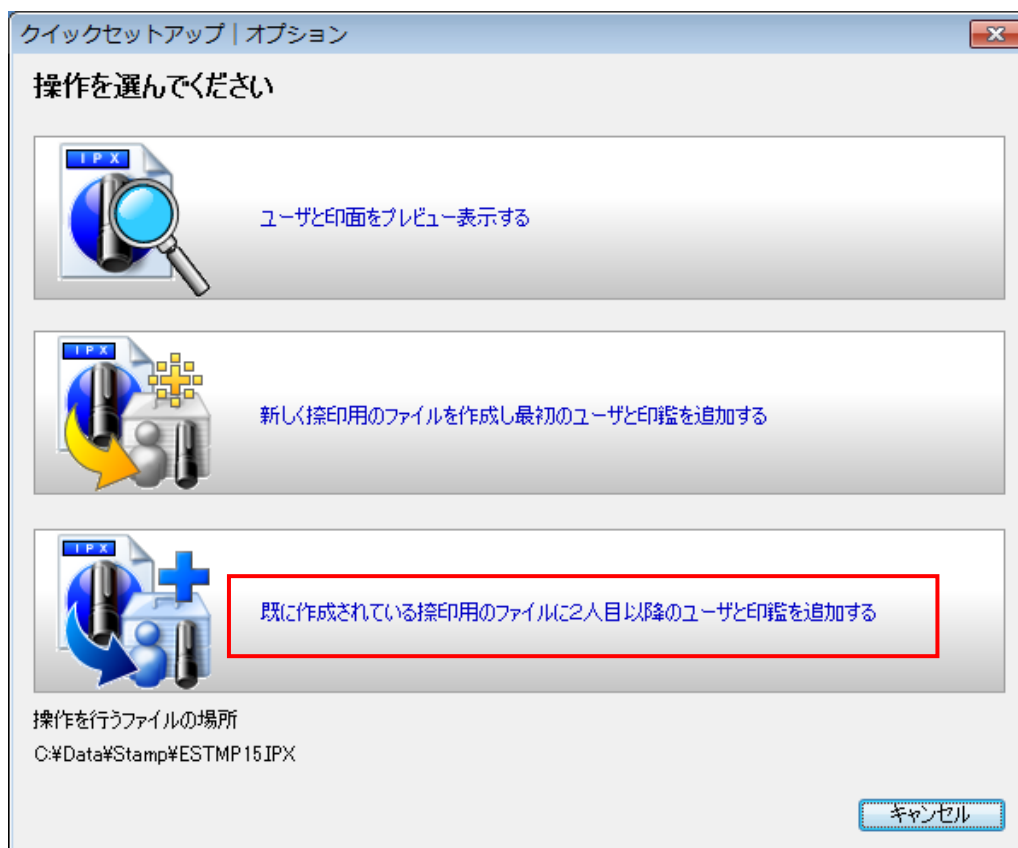 クイックセットアップ | オプション
操作を選んでください
IPX
ユーザと印面をプレビュー表示する
IPX
新しく捺印用のファイルを作成し最初のユーザと印鑑を追加する
IPX
既に作成されている捺印用のファイルに2人目以降のユーザと印鑑を追加する
操作を行うファイルの場所
C:¥Data¥Stamp¥ESTMP15.IPX
キャンセル